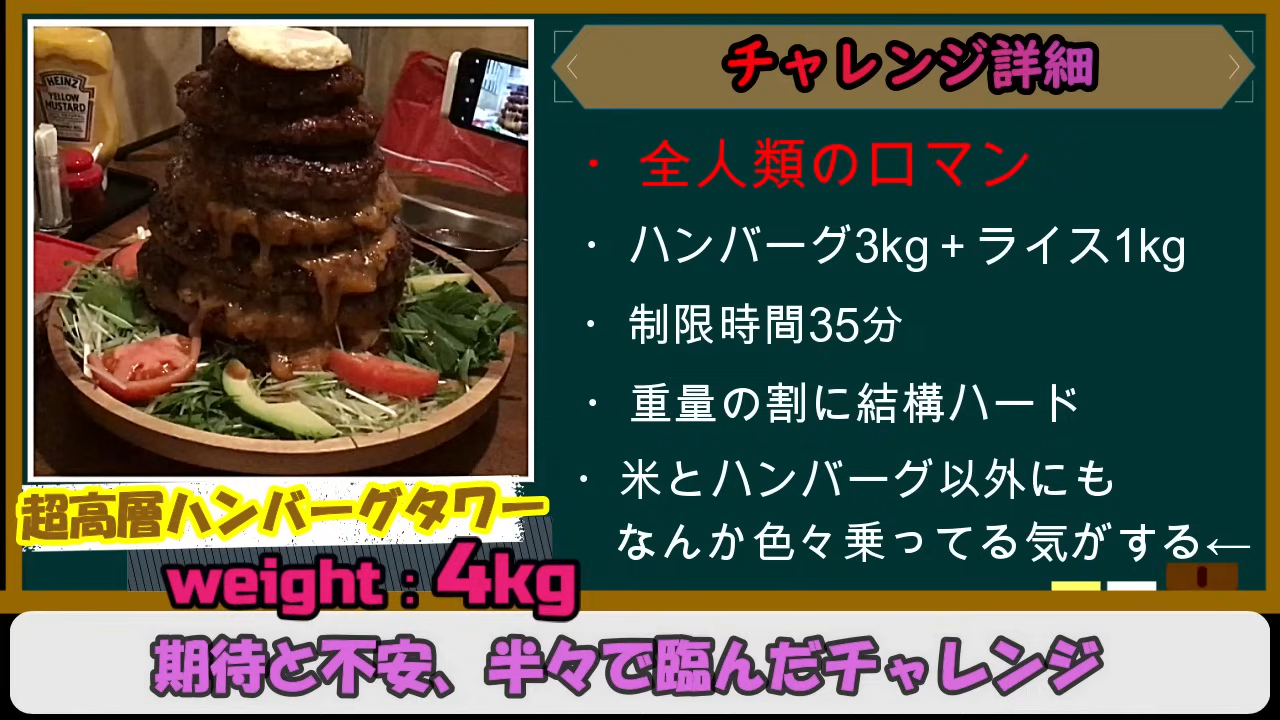 HEINZ
YELLOW
MUSTARD
チャレンジ詳細
・全人類のロマン
・ハンバーグ3kg+ライス1kg
・制限時間35分
・重量の割に結構ハード
・米とハンバーグ以外にも
なんか色々乗ってる気がする←
超高層ハンバーグタワー
weight:4kg
期待と不安、半々で臨んだチャレンジ